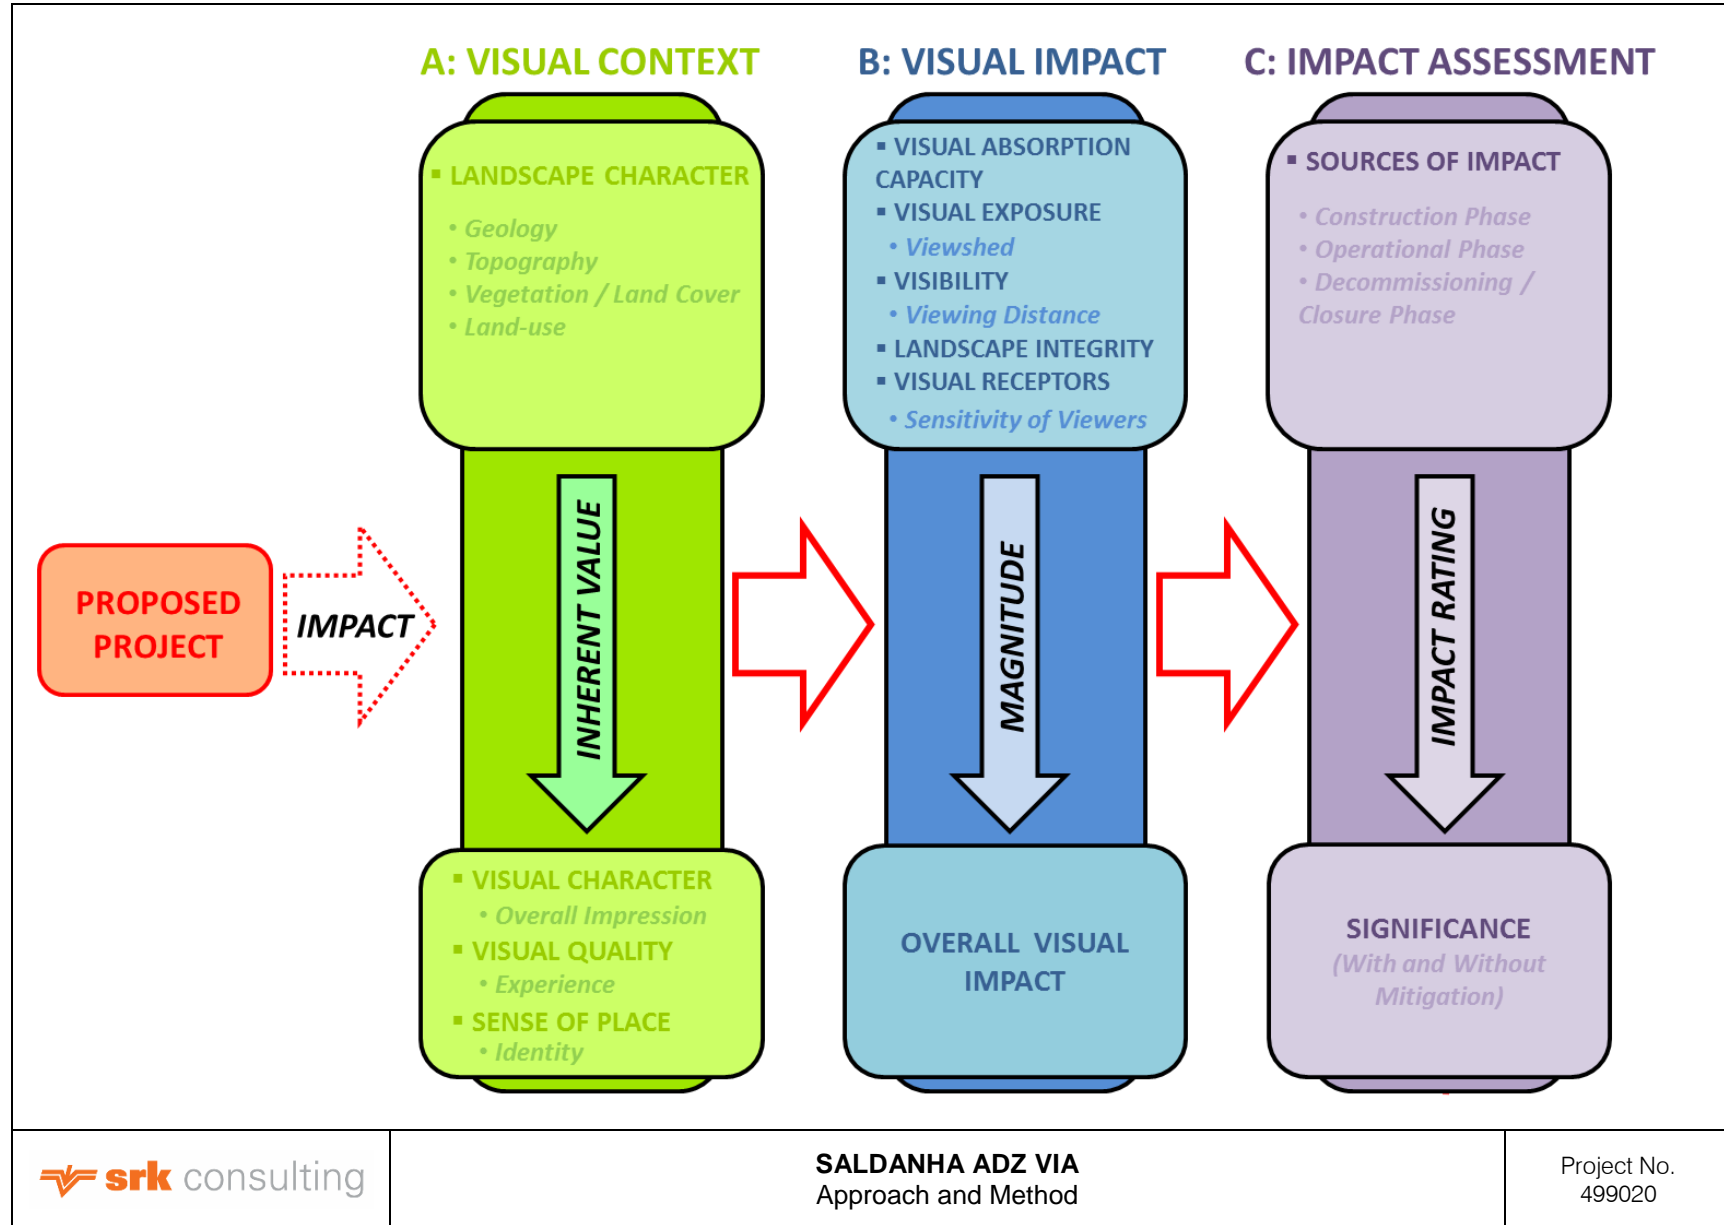 A: VISUAL CONTEXT
▪ LANDSCAPE CHARACTER
• Geology
• Topography
• Vegetation / Land Cover
• Land-use
INHERENT VALUE
▪ VISUAL CHARACTER
• Overall Impression
▪ VISUAL QUALITY
• Experience
▪ SENSE OF PLACE
• Identity
B: VISUAL IMPACT
▪ VISUAL ABSORPTION
CAPACITY
▪ VISUAL EXPOSURE
• Viewshed
▪ VISIBILITY
• Viewing Distance
▪ LANDSCAPE INTEGRITY
▪ VISUAL RECEPTORS
• Sensitivity of Viewers
MAGNITUDE
OVERALL VISUAL
IMPACT
C: IMPACT ASSESSMENT
▪ SOURCES OF IMPACT
• Construction Phase
• Operational Phase
• Decommissioning /
Closure Phase
IMPACT RATING
SIGNIFICANCE
(With and Without
Mitigation)
PROPOSED
PROJECT
IMPACT
srk consulting
SALDANHA ADZ VIA
Approach and Method
Project No.
499020